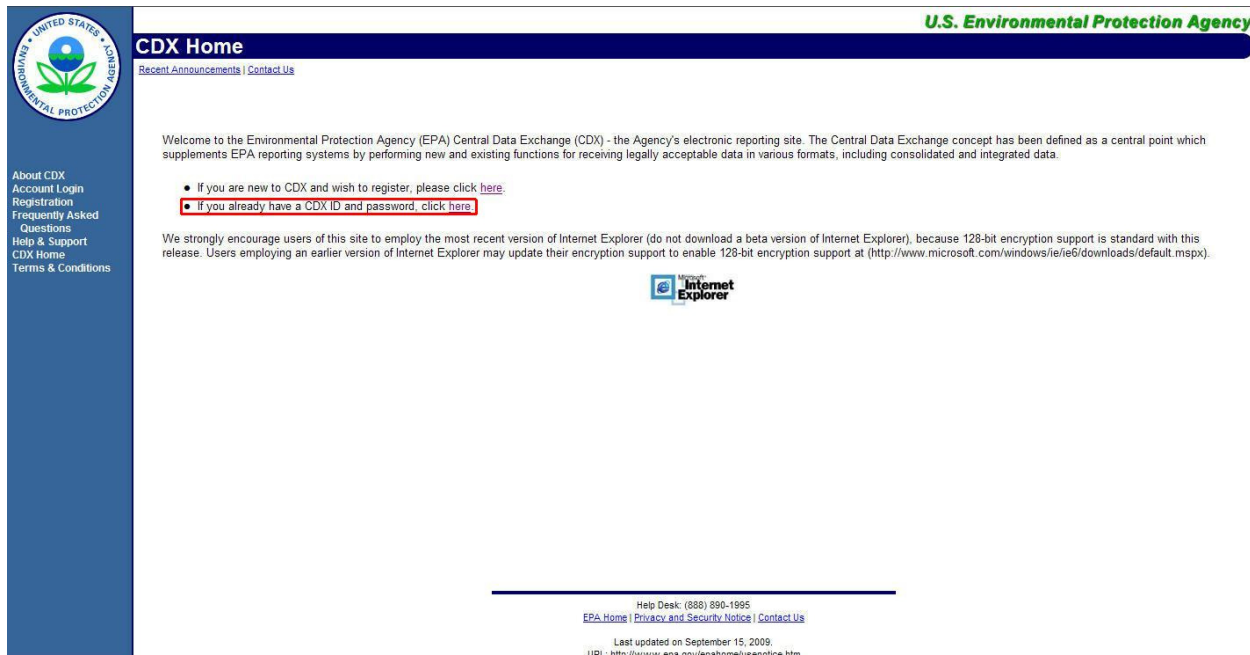 UNITED STATES
ENVIRONMENTAL PROTECTION AGENCY
U.S. Environmental Protection Agency
CDX Home
Recent Announcements | Contact Us
About CDX
Account Login
Registration
Frequently Asked
Questions
Help & Support
CDX Home
Terms & Conditions
Welcome to the Environmental Protection Agency (EPA) Central Data Exchange (CDX) - the Agency's electronic reporting site. The Central Data Exchange concept has been defined as a central point which
supplements EPA reporting systems by performing new and existing functions for receiving legally acceptable data in various formats, including consolidated and integrated data.
● If you are new to CDX and wish to register, please click here.
● If you already have a CDX ID and password, click here.
We strongly encourage users of this site to employ the most recent version of Internet Explorer (do not download a beta version of Internet Explorer), because 128-bit encryption support is standard with this
release. Users employing an earlier version of Internet Explorer may update their encryption support to enable 128-bit encryption support at (http://www.microsoft.com/windows/ie/ie6/downloads/default.mspx).
Microsoft
Internet
Explorer
Help Desk: (888) 890-1995
EPA Home | Privacy and Security Notice | Contact Us
Last updated on September 15, 2009.
URL: http://www.epa.gov/epahome/usenotice.htm